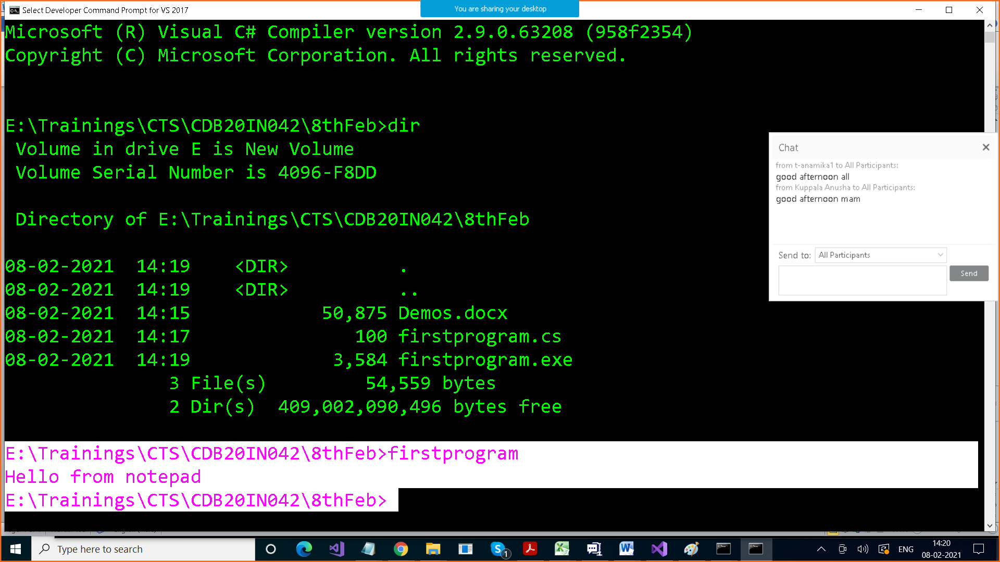 Select Developer Command Prompt for VS 2017
You are sharing your desktop
Microsoft (R) Visual C# Compiler version 2.9.0.63208 (958f2354)
Copyright (C) Microsoft Corporation. All rights reserved.
E:\Trainings\CTS\CDB20IN042\8thFeb>dir
Volume in drive E is New Volume
Volume Serial Number is 4096-F8DD
Directory of E:\Trainings\CTS\CDB20IN042\8thFeb
08-02-2021 14:19 <DIR> .
08-02-2021 14:19 <DIR> ..
08-02-2021 14:15 50,875 Demos.docx
08-02-2021 14:17 100 firstprogram.cs
08-02-2021 14:19 3,584 firstprogram.exe
3 File(s) 54,559 bytes
2 Dir(s) 409,002,090,496 bytes free
E:\Trainings\CTS\CDB20IN042\8thFeb>firstprogram
Hello from notepad
E:\Trainings\CTS\CDB20IN042\8thFeb>
Chat
from t-anamika1 to All Participants:
good afternoon all
from Kuppala Anusha to All Participants:
good afternoon mam
Send to: All Participants
Send
Type here to search
1
ENG
14:20
08-02-2021